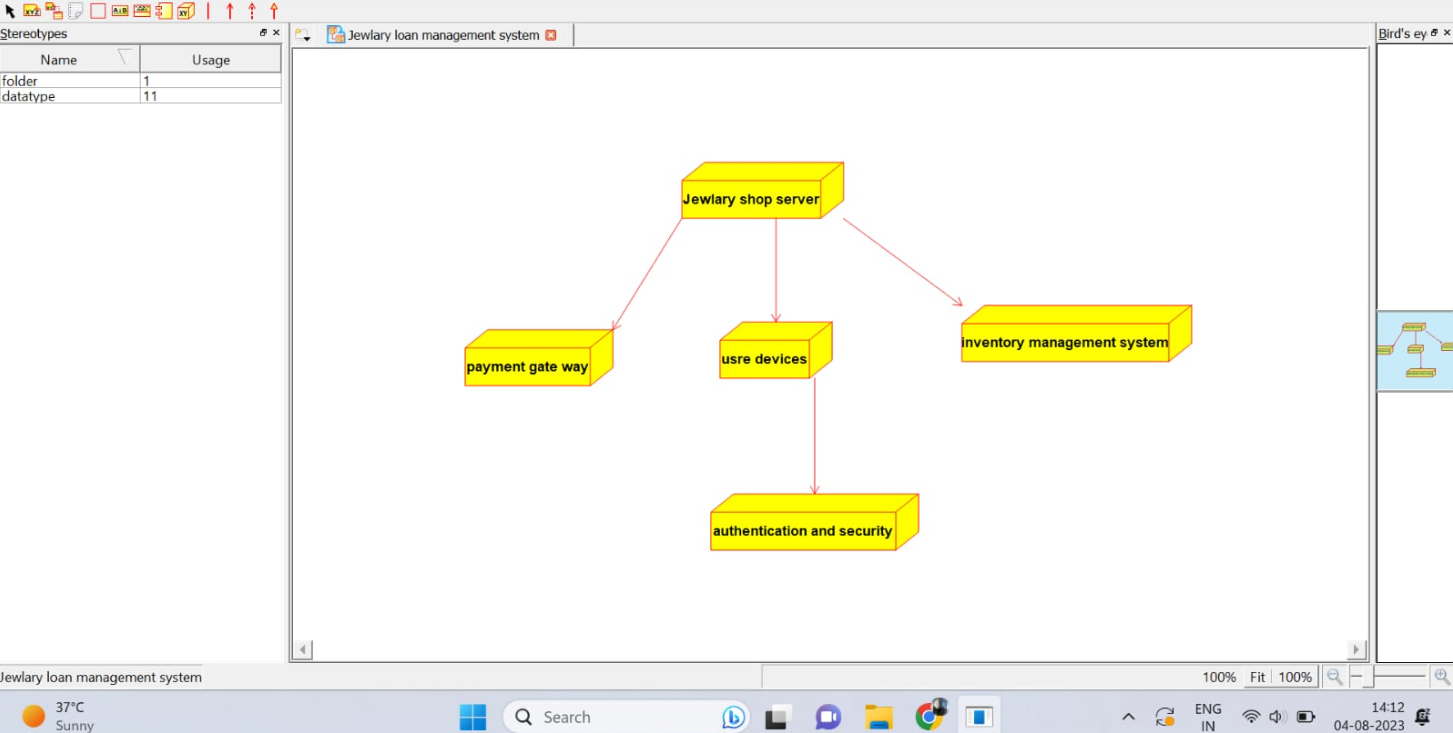 Stereotypes
Jewlary loan management system
Bird's ey
Name
Usage
folder
1
datatype
11
Jewlary shop server
payment gate way
usre devices
inventory management system
authentication and security
Jewlary loan management system
100%
Fit
100%
37°C
Sunny
Search
ENG
IN
14:12
04-08-2023